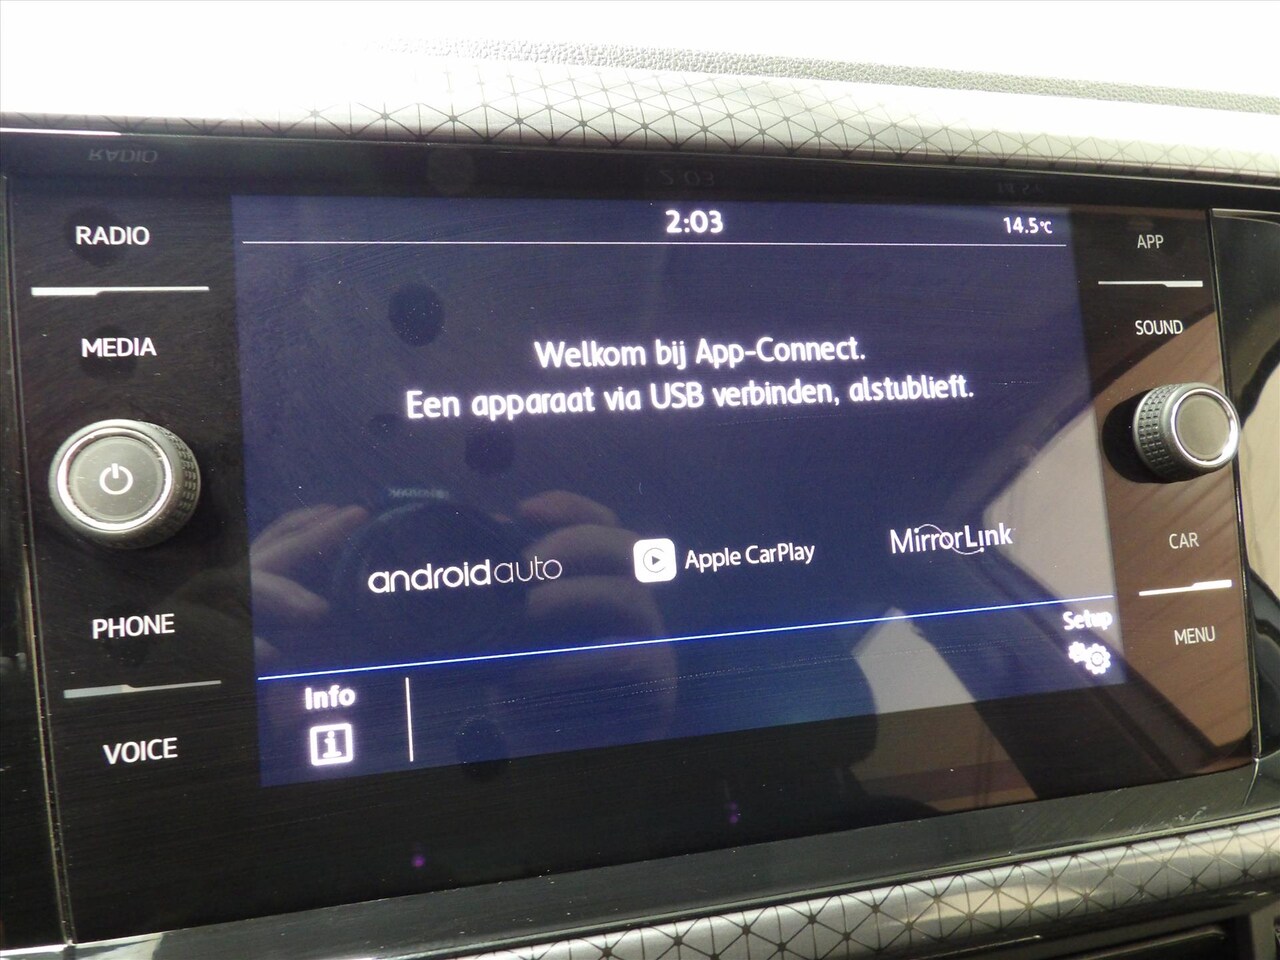 RADIO
MEDIA
PHONE
VOICE
2:03
14.5°C
Welkom bij App-Connect.
Een apparaat via USB verbinden, alstublieft.
androidauto
Apple CarPlay
MirrorLink
Setup
Info
i
APP
SOUND
CAR
MENU